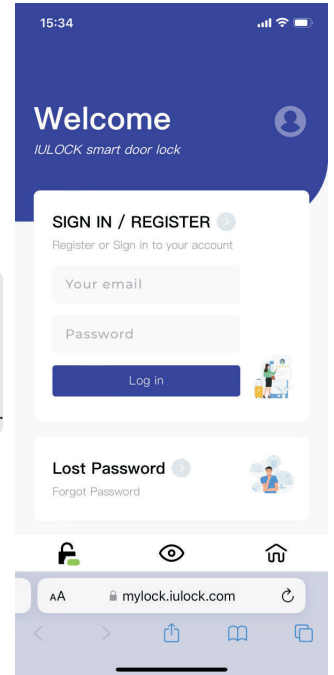 15:34
Welcome
IULOCK smart door lock
SIGN IN / REGISTER
Register or Sign in to your account
Your email
Password
Log in
Lost Password
Forgot Password
AA mylock.iulock.com